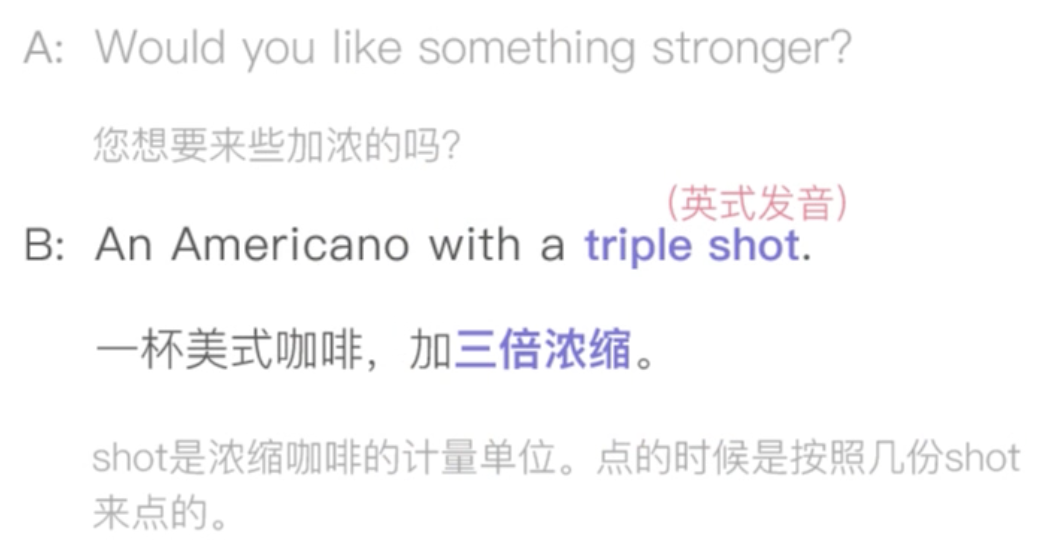 A: Would you like something stronger?
您想要来些加浓的吗?
(英式发音)
B: An Americano with a triple shot.
一杯美式咖啡，加三倍浓缩。
shot是浓缩咖啡的计量单位。点的时候是按照几份shot
来点的。